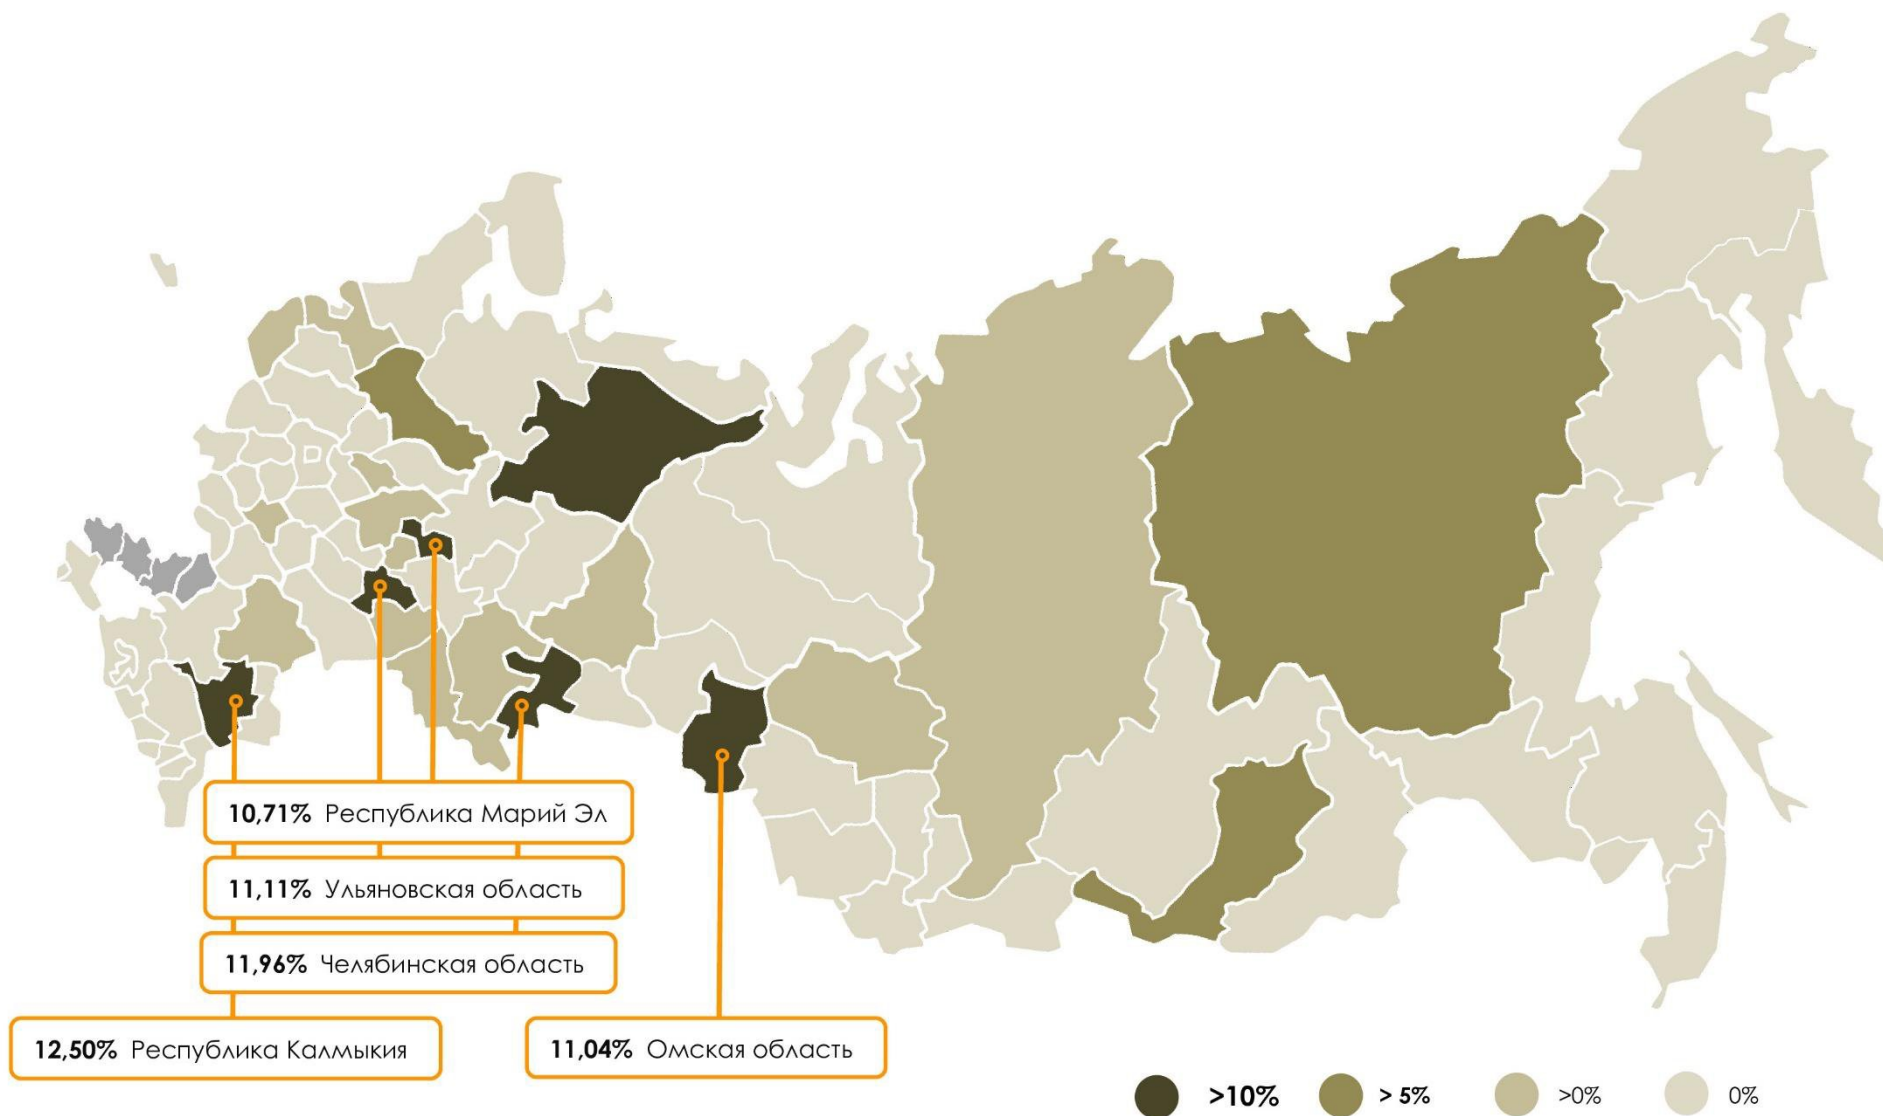 10,71% Республика Марий Эл
11,11% Ульяновская область
11,96% Челябинская область
12,50% Республика Калмыкия
11,04% Омская область
>10%
> 5%
>0%
0%